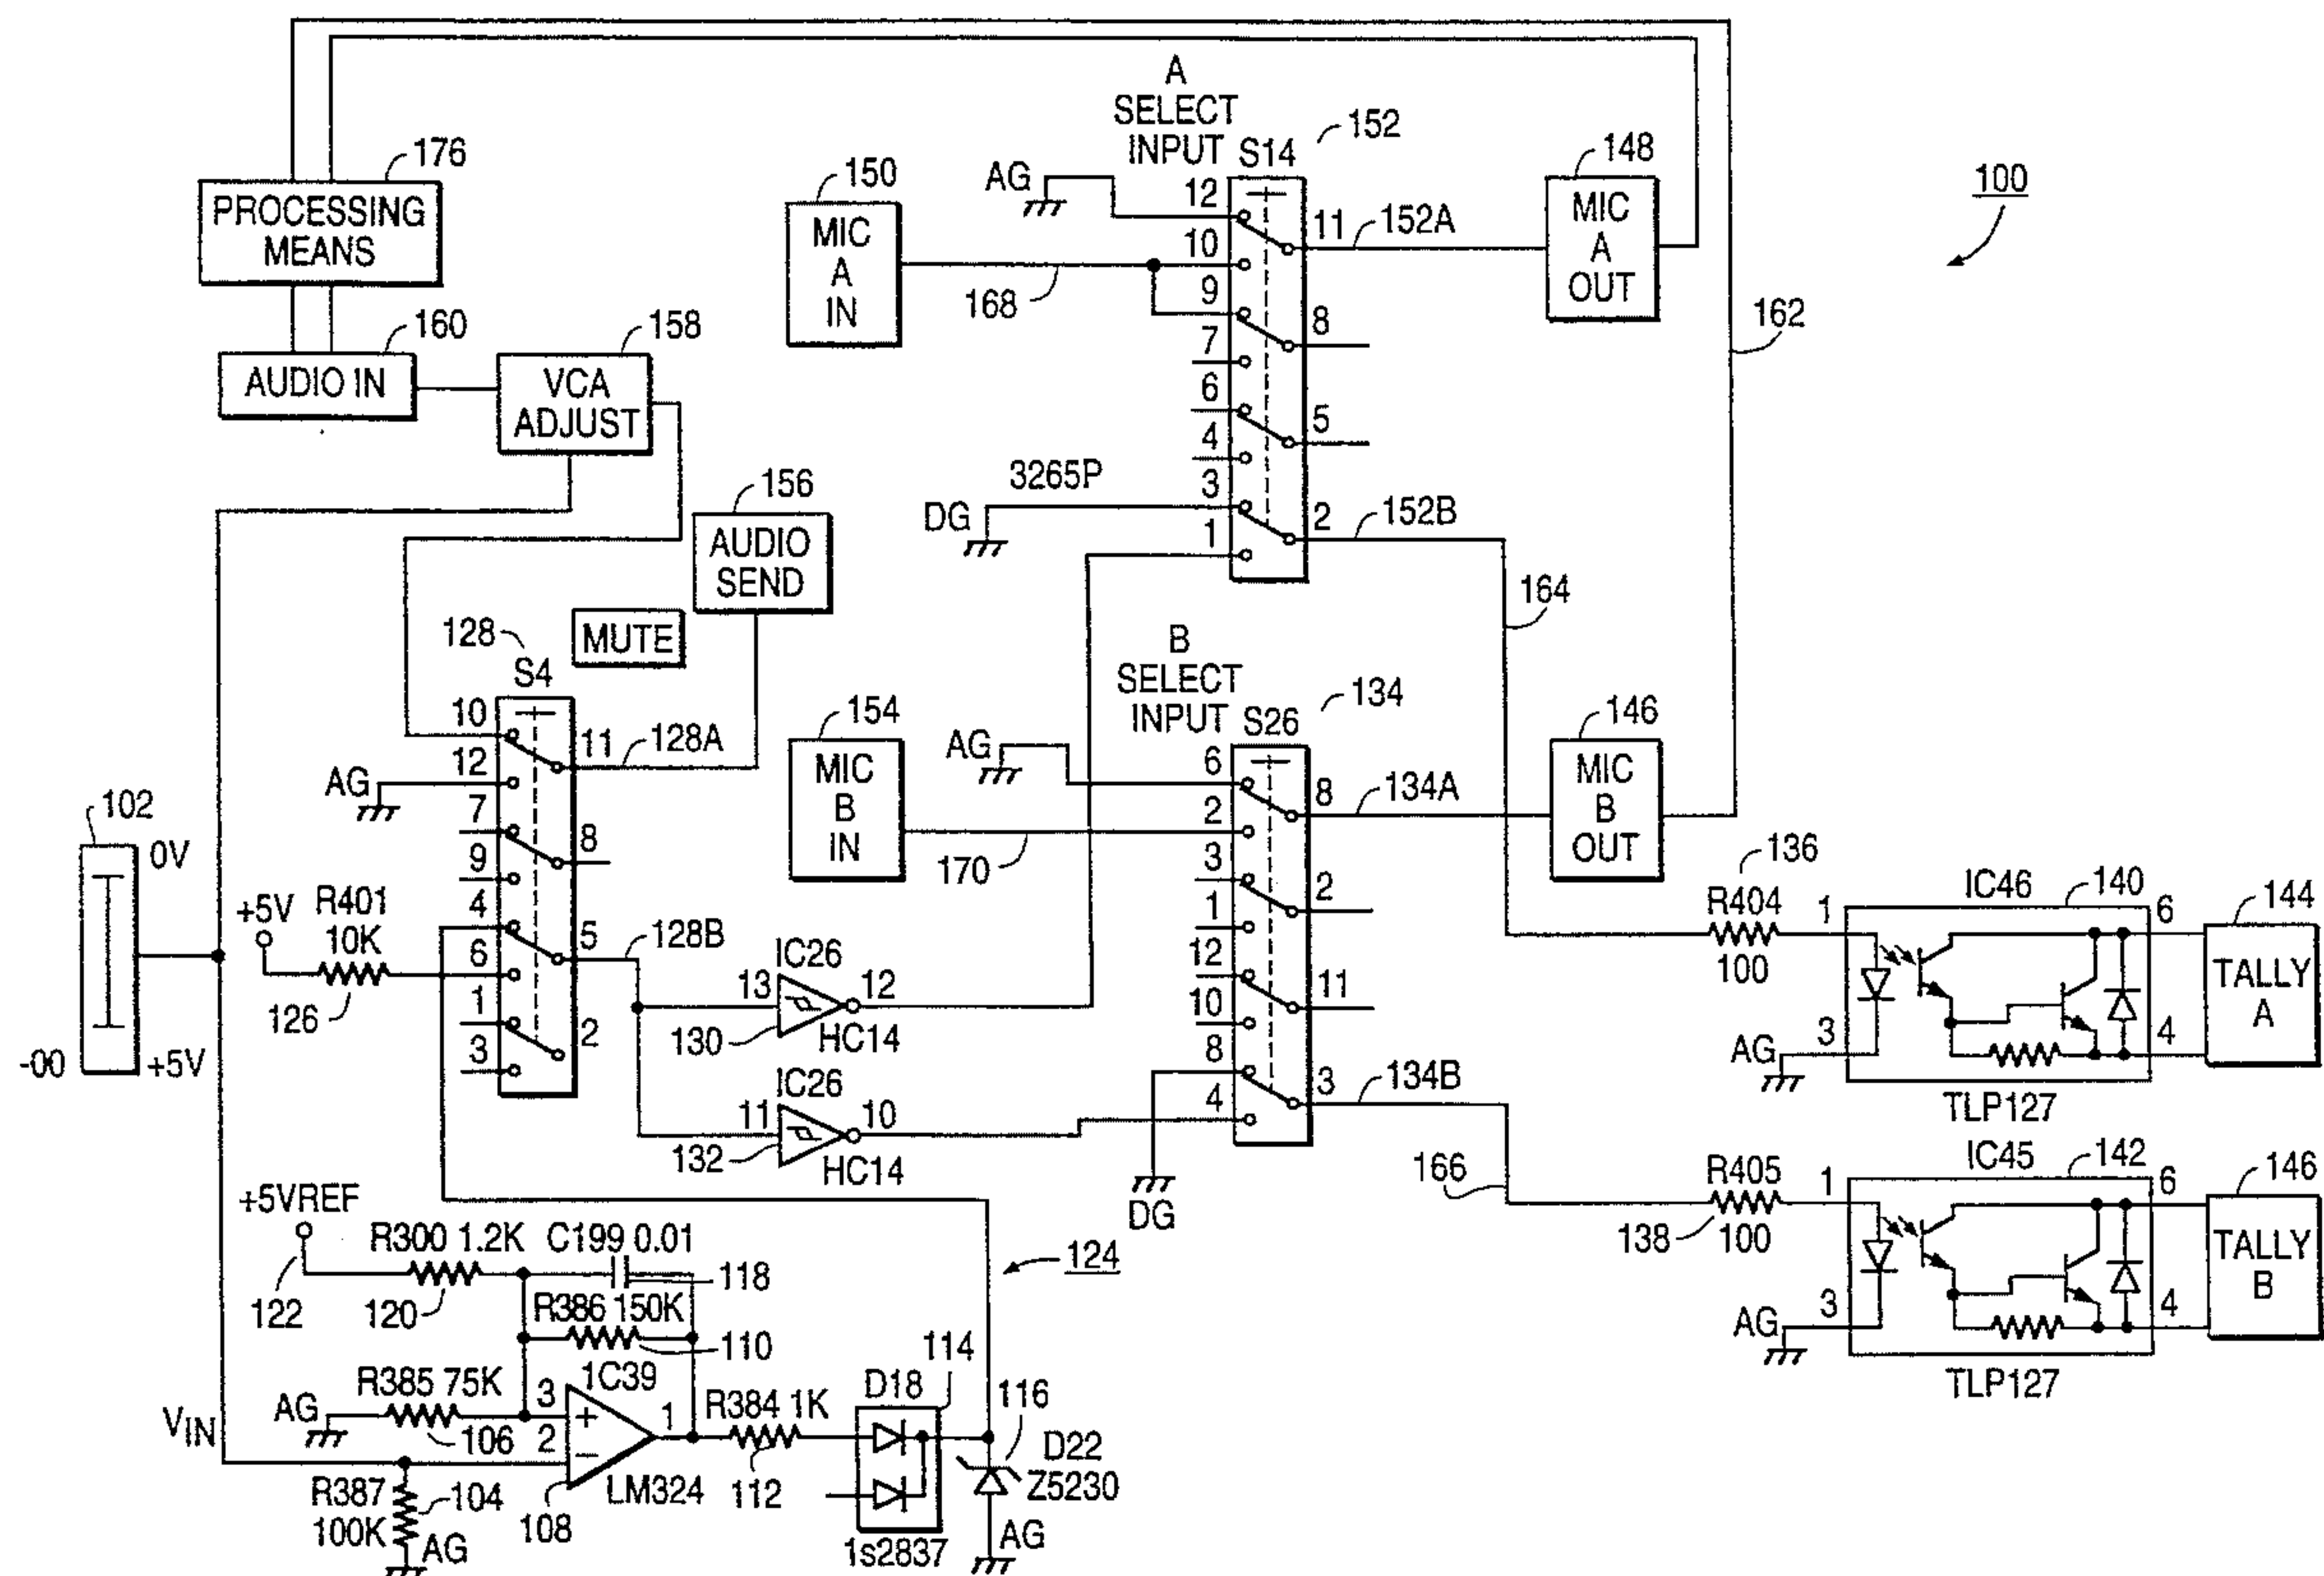 A
SELECT
INPUT
S14
152
176
PROCESSING
MEANS
160
AUDIO IN
158
VCA
ADJUST
150
MIC
A
IN
168
AG
12
10
9
7
6
4
3
1
11
8
5
2
152A
152B
3265P
DG
148
MIC
A
OUT
100
162
164
156
AUDIO
SEND
MUTE
128
S4
10
12
7
9
4
6
1
3
11
8
5
2
128A
128B
AG
102
0V
-00
+5V
+5V
R401
10K
126
B
SELECT
INPUT
S26
134
154
MIC
B
IN
170
AG
6
2
3
1
12
10
8
4
8
2
11
3
134A
134B
DG
146
MIC
B
OUT
IC26
13
12
130
HC14
IC26
11
10
132
HC14
136
R404
100
1
3
AG
IC46
140
6
4
TLP127
144
TALLY
A
166
R405
138
100
1
3
AG
IC45
142
6
4
TLP127
146
TALLY
B
+5VREF
122
R300 1.2K
120
C199 0.01
118
R386 150K
110
124
R385 75K
AG
106
VIN
3
+
2
−
1C39
1
LM324
108
R387
100K
104
AG
R384 1K
112
D18
114
1s2837
116
D22
Z5230
AG